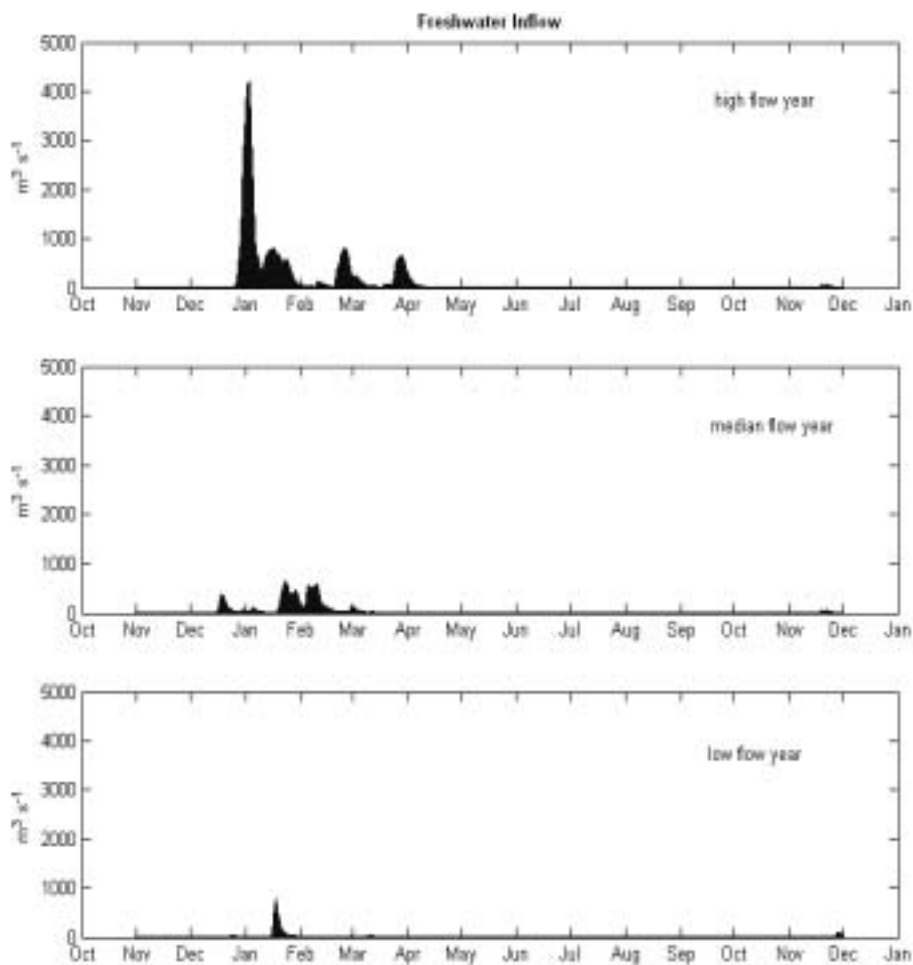 Freshwater Inflow
5000
4000
3000
2000
1000
0
m³ s⁻¹
high flow year
Oct Nov Dec Jan Feb Mar Apr May Jun Jul Aug Sep Oct Nov Dec Jan
5000
4000
3000
2000
1000
0
m³ s⁻¹
median flow year
Oct Nov Dec Jan Feb Mar Apr May Jun Jul Aug Sep Oct Nov Dec Jan
5000
4000
3000
2000
1000
0
m³ s⁻¹
low flow year
Oct Nov Dec Jan Feb Mar Apr May Jun Jul Aug Sep Oct Nov Dec Jan